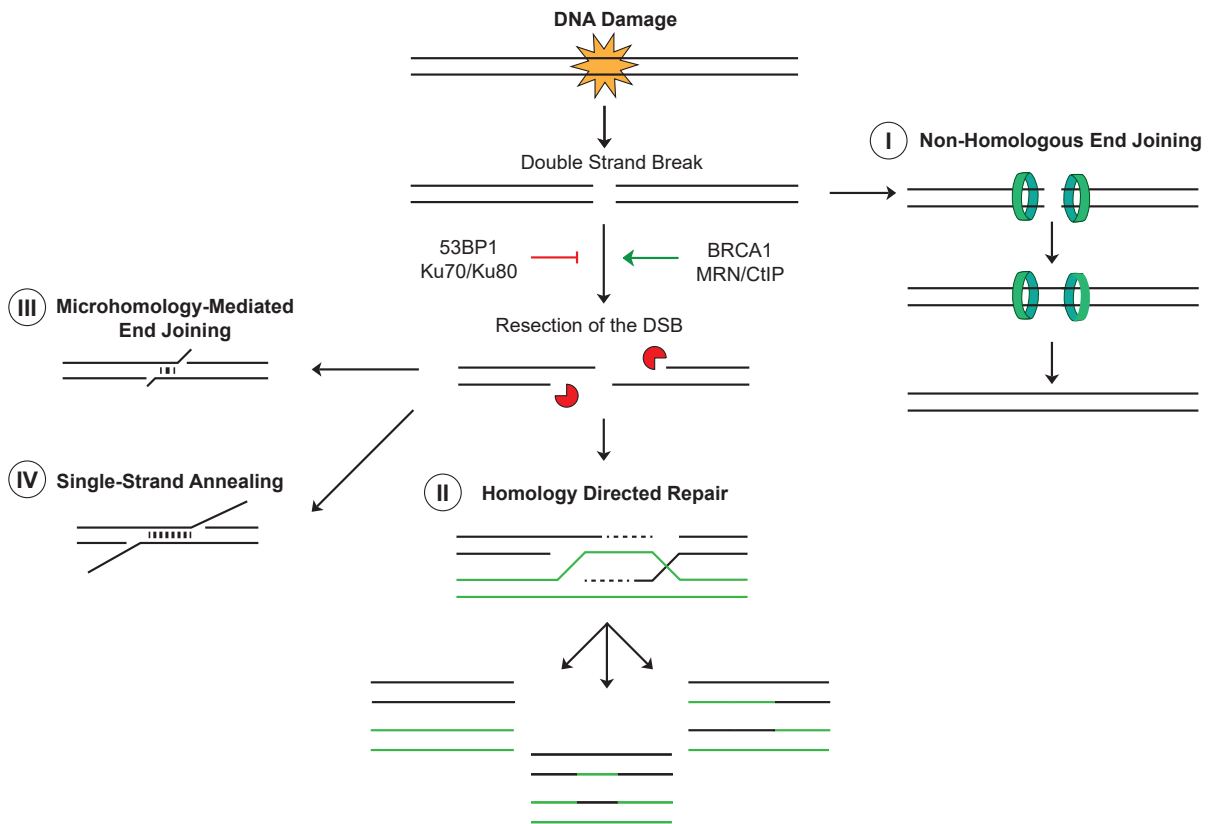 DNA Damage
Double Strand Break
I
Non-Homologous End Joining
53BP1
Ku70/Ku80
BRCA1
MRN/CtIP
Resection of the DSB
III
Microhomology-Mediated
End Joining
IV
Single-Strand Annealing
II
Homology Directed Repair